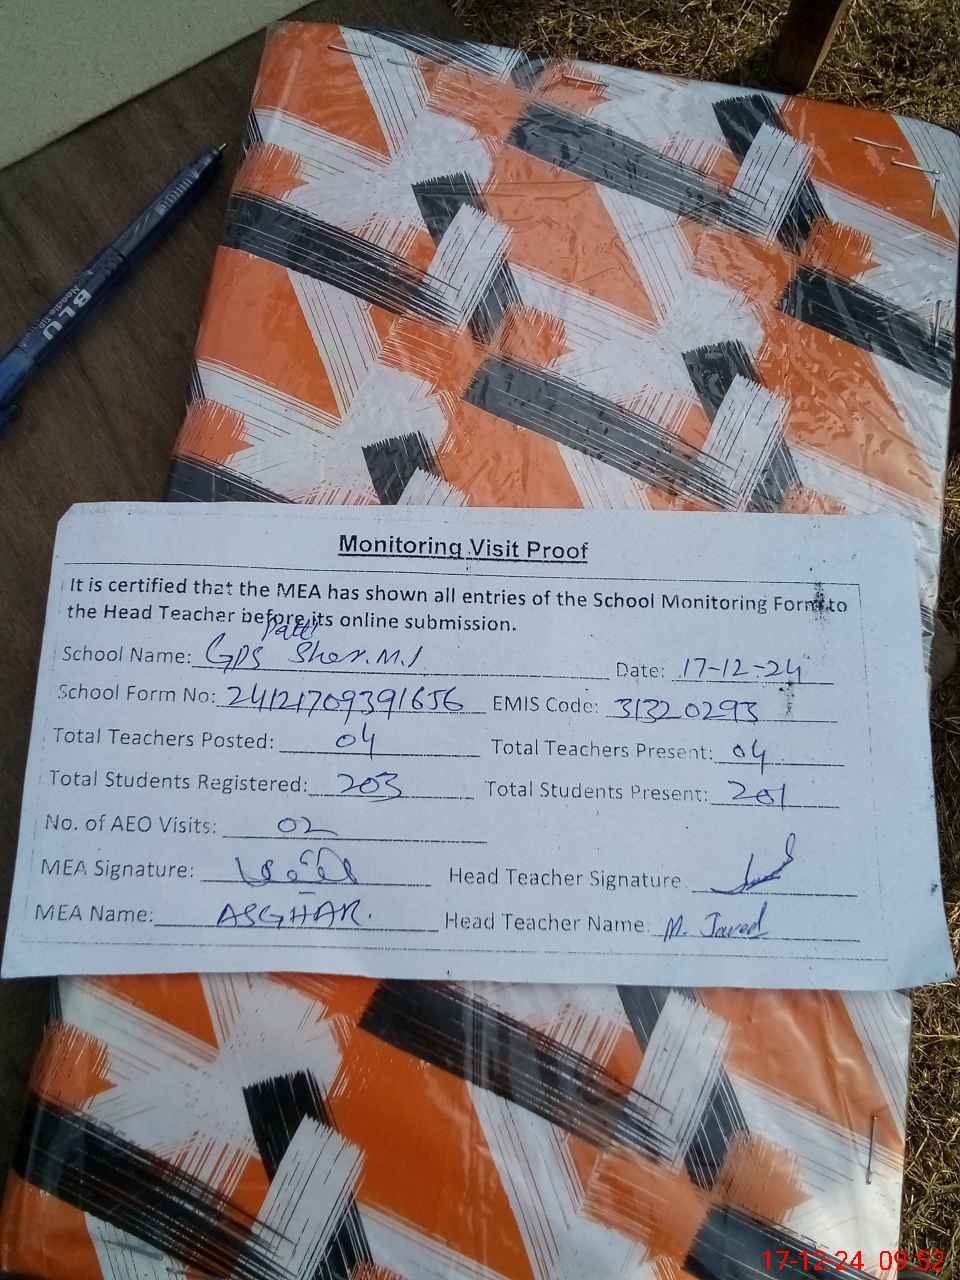 BLU
Needle
Monitoring Visit Proof
It is certified that the MEA has shown all entries of the School Monitoring Form to
the Head Teacher before its online submission.
Patti
School Name: GPS Sher. M.J Date: 17-12-24
School Form No: 24121709391656 EMIS Code: 31320293
Total Teachers Posted: 04 Total Teachers Present: 04
Total Students Registered: 203 Total Students Present: 201
No. of AEO Visits: 02
MEA Signature: Head Teacher Signature
MEA Name: ASGHAR. Head Teacher Name: M. Javed
17-12-24 09:52